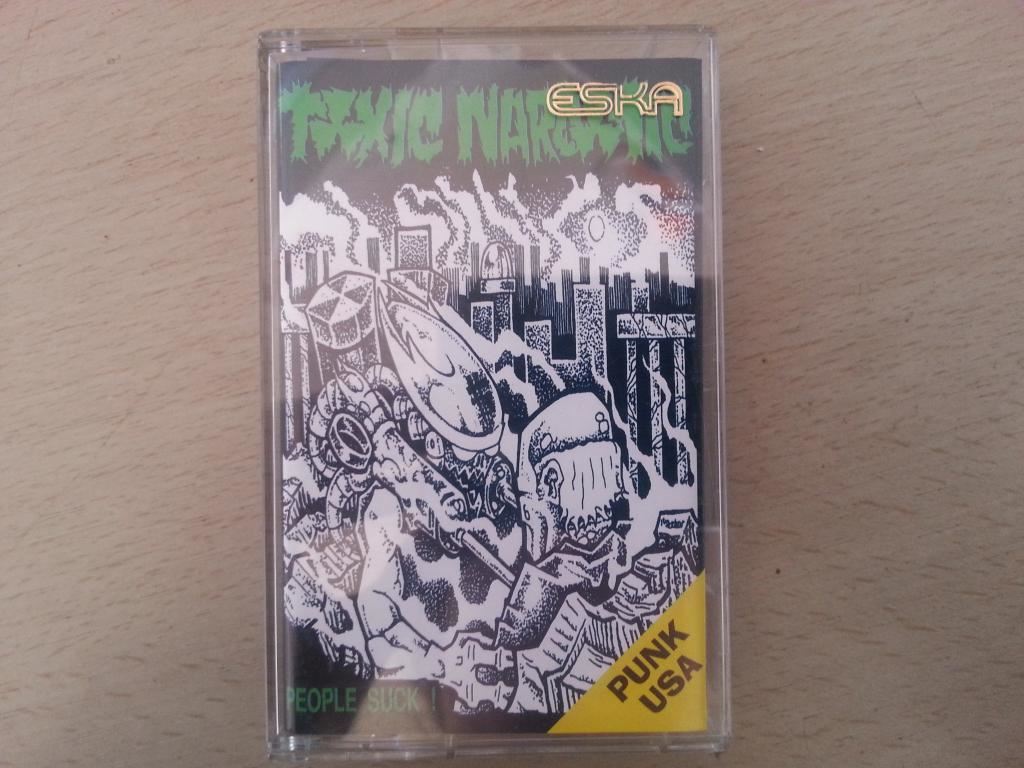 TOXIC NARCOTIC
ESKA
PEOPLE SUCK !
PUNK
USA